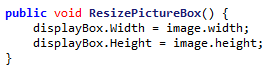 public void ResizePictureBox() {
    displayBox.Width = image.width;
    displayBox.Height = image.height;
}